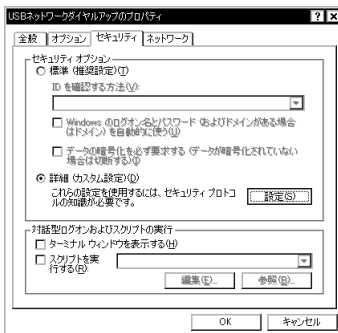 USBネットワークダイヤルアップのプロパティ
全般 オプション セキュリティ ネットワーク
セキュリティ オプション
標準 (推奨設定)(T)
ID を確認する方法(V):
Windows のログオン名とパスワード (およびドメインがある場合
はドメイン) を自動的に使う(U)
データの暗号化を必ず要求する (データが暗号化されていない
場合は切断する)(I)
詳細 (カスタム設定)(D)
これらの設定を使用するには、セキュリティ プロトコ
ルの知識が必要です。
設定(S)
対話型ログオンおよびスクリプトの実行
ターミナル ウィンドウを表示する(H)
スクリプトを実
行する(R):
編集(E)... 参照(B)...
OK キャンセル